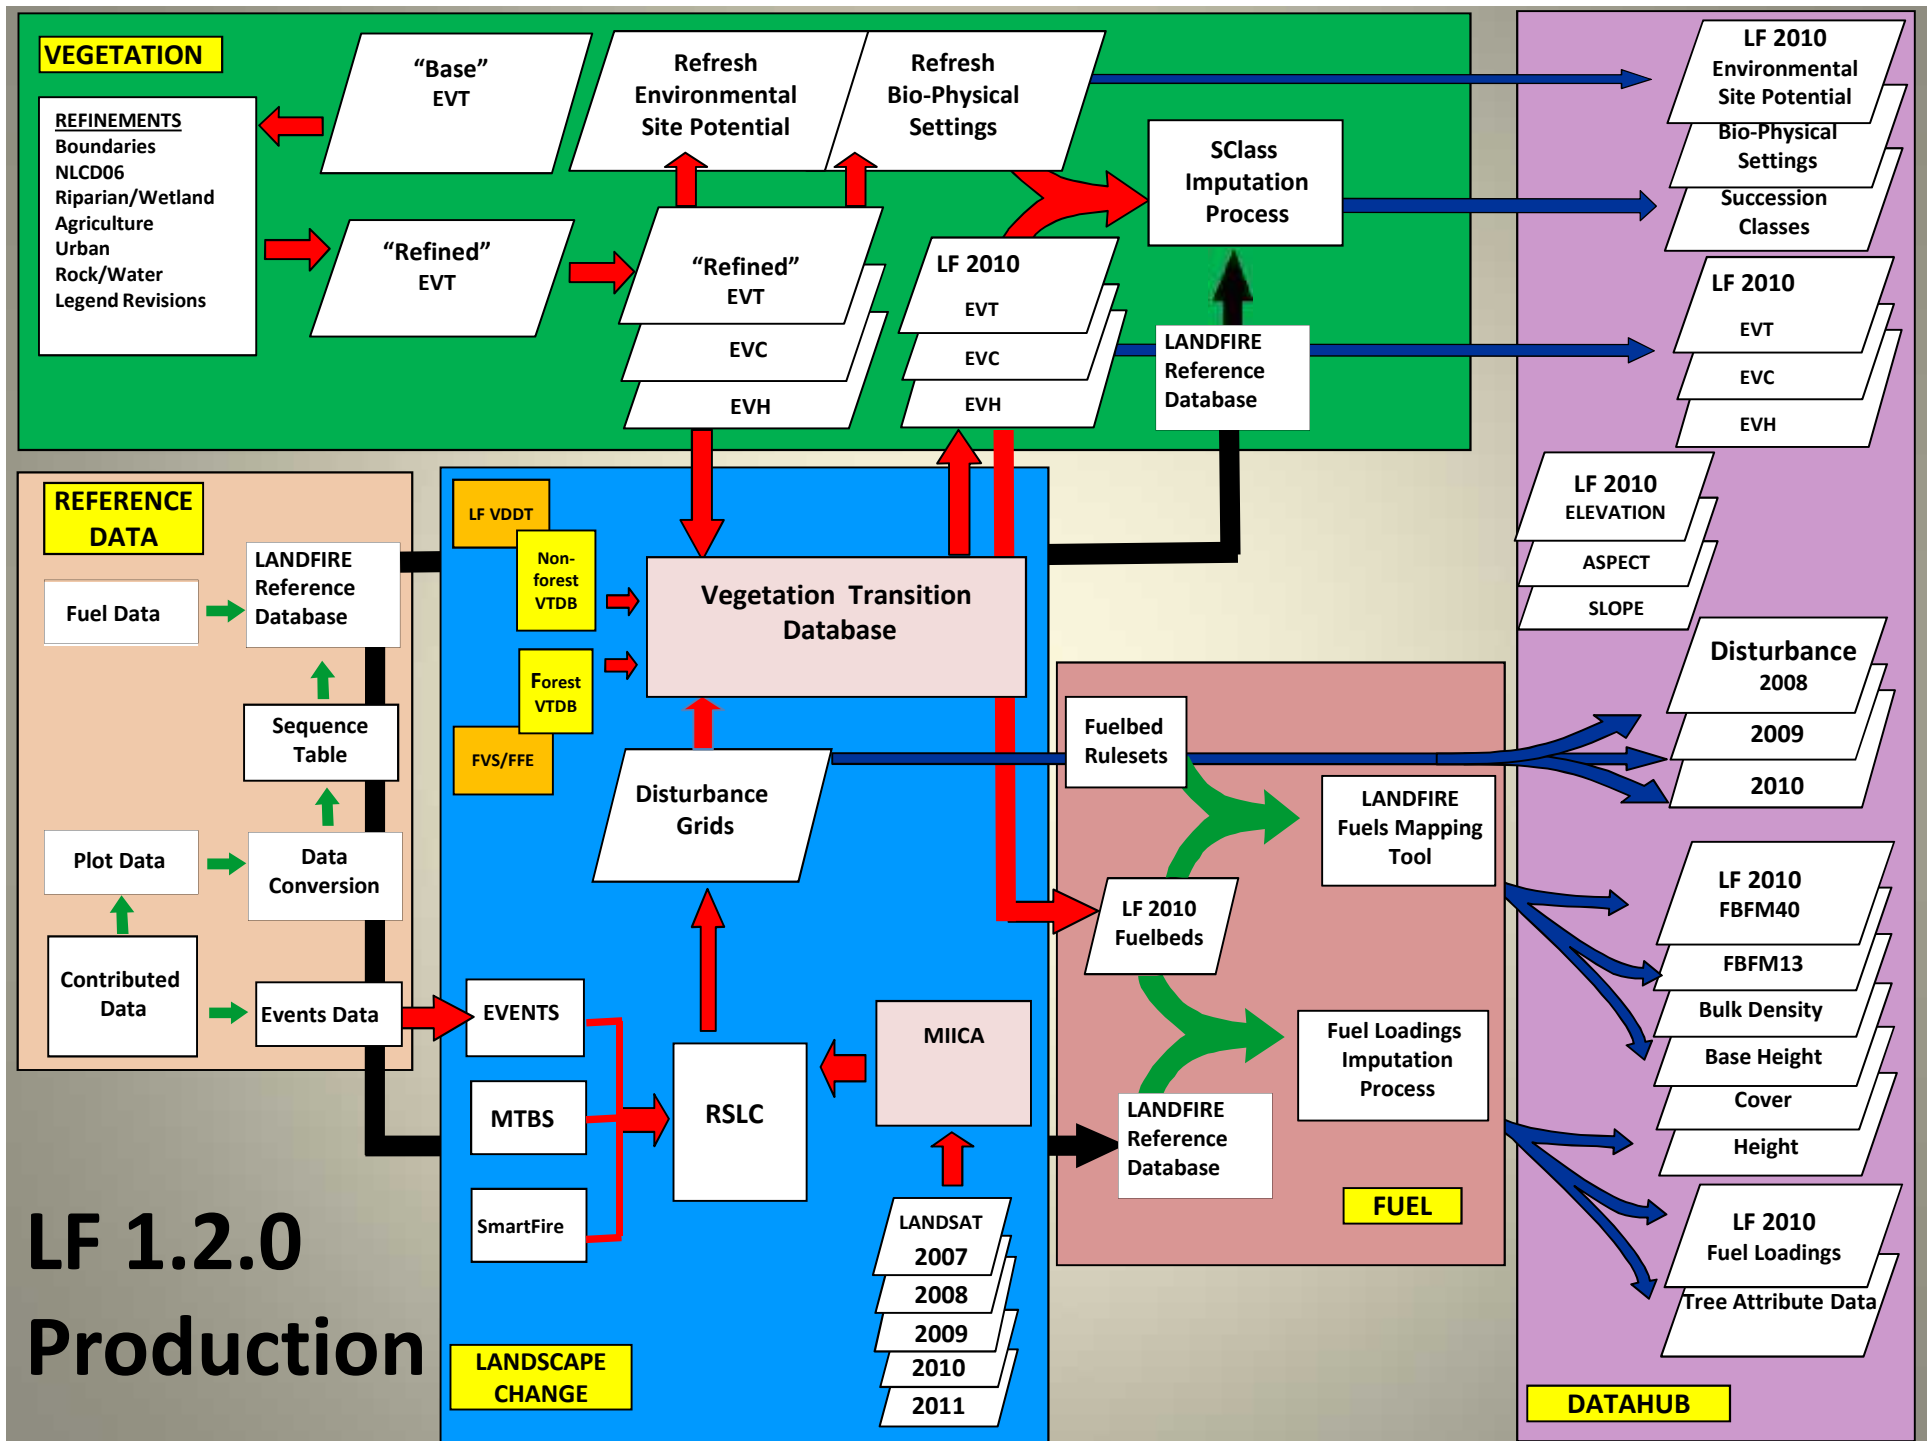 VEGETATION
"Base"
EVT
Refresh
Environmental
Site Potential
Refresh
Bio-Physical
Settings
REFINEMENTS
Boundaries
NLCD06
Riparian/Wetland
Agriculture
Urban
Rock/Water
Legend Revisions
"Refined"
EVT
"Refined"
EVT
EVC
EVH
LF 2010
EVT
EVC
EVH
SClass
Imputation
Process
LANDFIRE
Reference
Database
LF 2010
Environmental
Site Potential
Bio-Physical
Settings
Succession
Classes
LF 2010
EVT
EVC
EVH
LF 2010
ELEVATION
ASPECT
SLOPE
Disturbance
2008
2009
2010
LF 2010
FBFM40
FBFM13
Bulk Density
Base Height
Cover
Height
LF 2010
Fuel Loadings
Tree Attribute Data
DATAHUB
REFERENCE
DATA
LANDFIRE
Reference
Database
Fuel Data
Sequence
Table
Plot Data
Data
Conversion
Contributed
Data
Events Data
LF VDDT
Non-
forest
VTDB
Forest
VTDB
FVS/FFE
Vegetation Transition
Database
Disturbance
Grids
EVENTS
MTBS
SmartFire
RSLC
MIICA
LANDSAT
2007
2008
2009
2010
2011
LANDSCAPE
CHANGE
Fuelbed
Rulesets
LANDFIRE
Fuels Mapping
Tool
LF 2010
Fuelbeds
Fuel Loadings
Imputation
Process
LANDFIRE
Reference
Database
FUEL
LF 1.2.0
Production